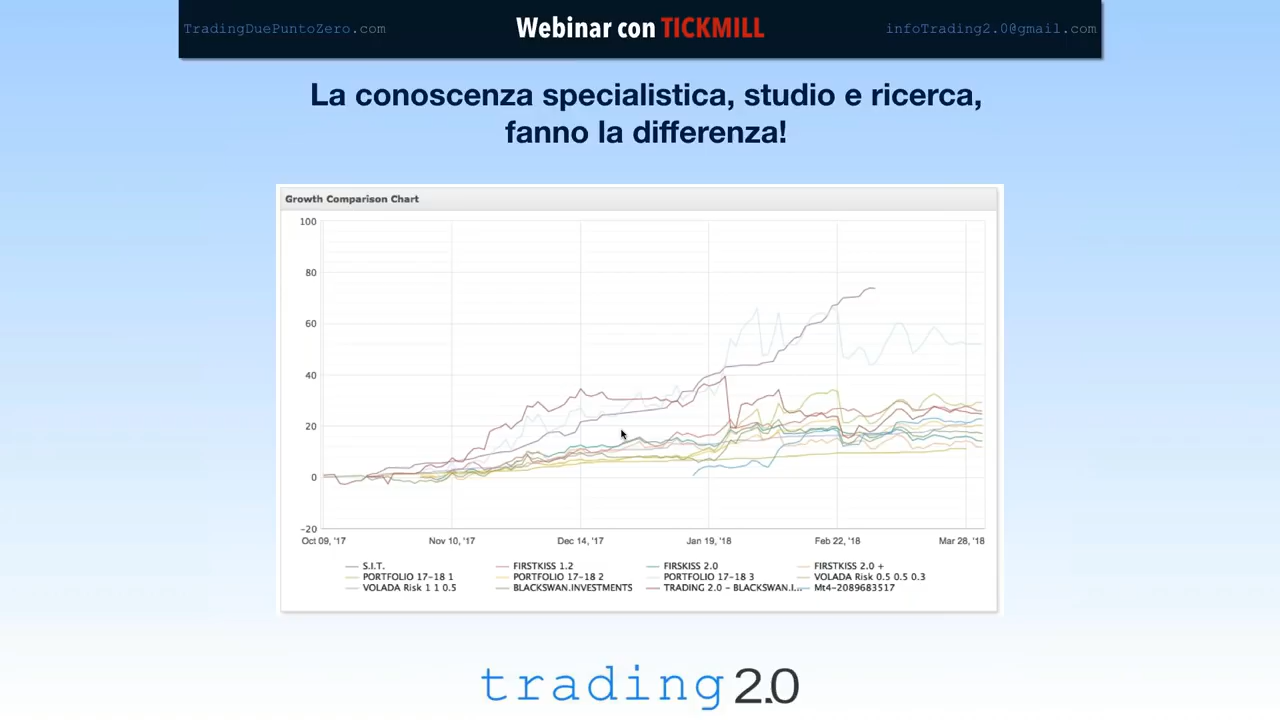 TradingDuePuntoZero.com
Webinar con TICKMILL
infoTrading2.0@gmail.com
La conoscenza specialistica, studio e ricerca,
fanno la differenza!
Growth Comparison Chart
100
80
60
40
20
0
-20
Oct 09, '17 Nov 10, '17 Dec 14, '17 Jan 19, '18 Feb 22, '18 Mar 28, '18
S.I.T. FIRSTKISS 1.2 FIRSKISS 2.0 FIRSTKISS 2.0 +
PORTFOLIO 17-18 1 PORTFOLIO 17-18 2 PORTFOLIO 17-18 3 VOLADA Risk 0.5 0.5 0.3
VOLADA Risk 1 1 0.5 BLACKSWAN.INVESTMENTS TRADING 2.0 - BLACKSWAN.I... Mt4-2089683517
trading 2.0